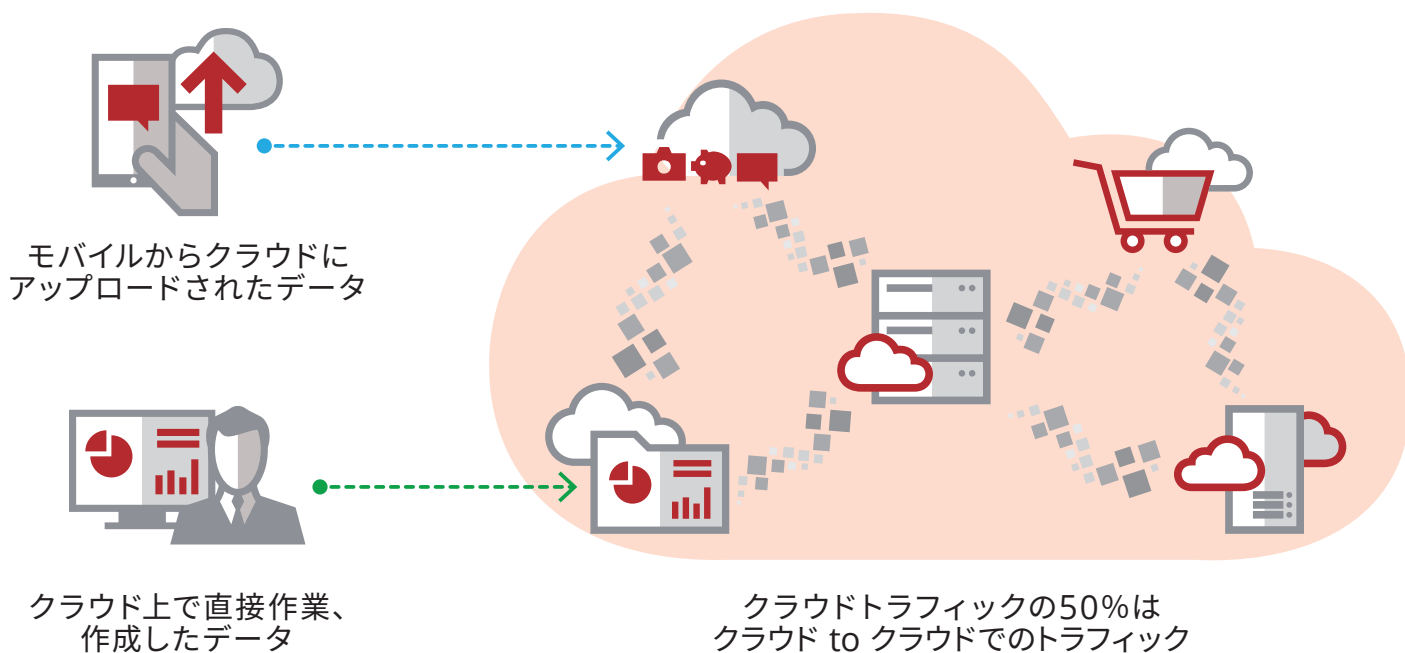 モバイルからクラウドに
アップロードされたデータ
クラウド上で直接作業、
作成したデータ
クラウドトラフィックの50%は
クラウド to クラウドでのトラフィック